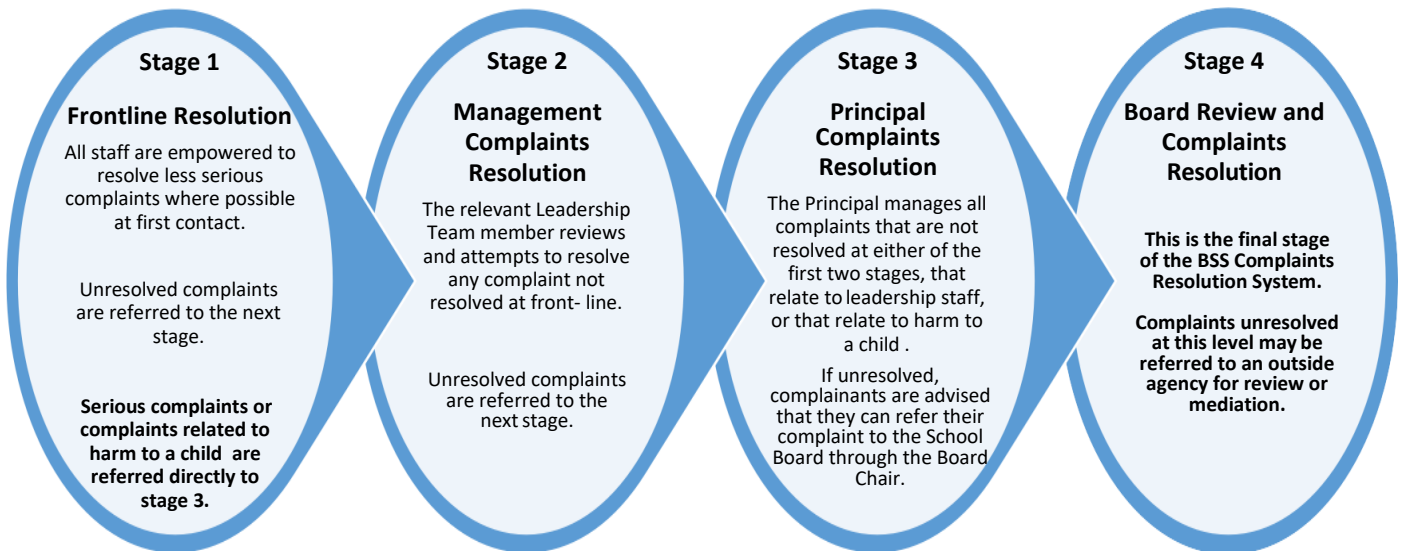 Stage 1
Frontline Resolution
All staff are empowered to
resolve less serious
complaints where possible
at first contact.
Unresolved complaints
are referred to the next
stage.
Serious complaints or
complaints related to
harm to a child are
referred directly to
stage 3.
Stage 2
Management
Complaints
Resolution
The relevant Leadership
Team member reviews
and attempts to resolve
any complaint not
resolved at front- line.
Unresolved complaints
are referred to the
next stage.
Stage 3
Principal
Complaints
Resolution
The Principal manages all
complaints that are not
resolved at either of the
first two stages, that
relate to leadership staff,
or that relate to harm to
a child .
If unresolved,
complainants are advised
that they can refer their
complaint to the School
Board through the Board
Chair.
Stage 4
Board Review and
Complaints
Resolution
This is the final stage
of the BSS Complaints
Resolution System.
Complaints unresolved
at this level may be
referred to an outside
agency for review or
mediation.